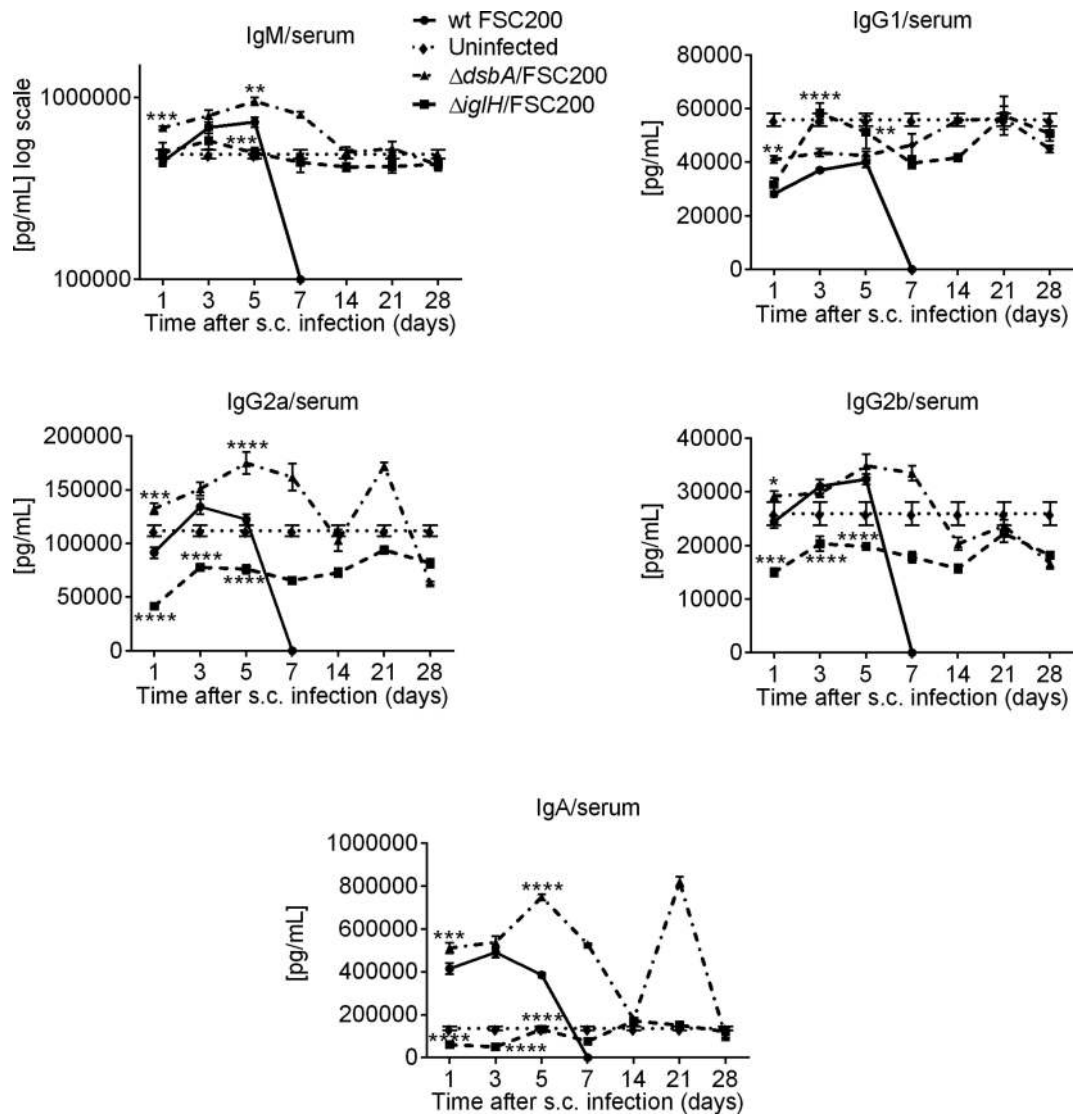 IgM/serum
wt FSC200
Uninfected
ΔdsbA/FSC200
ΔiglH/FSC200
[pg/mL] log scale
1000000
100000
***
**
***
1 3 5 7 14 21 28
Time after s.c. infection (days)
IgG1/serum
[pg/mL]
80000
60000
40000
20000
0
****
**
**
1 3 5 7 14 21 28
Time after s.c. infection (days)
IgG2a/serum
[pg/mL]
200000
150000
100000
50000
0
****
***
****
****
****
1 3 5 7 14 21 28
Time after s.c. infection (days)
IgG2b/serum
[pg/mL]
40000
30000
20000
10000
0
*
****
***
****
1 3 5 7 14 21 28
Time after s.c. infection (days)
IgA/serum
[pg/mL]
1000000
800000
600000
400000
200000
0
****
***
****
****
****
1 3 5 7 14 21 28
Time after s.c. infection (days)